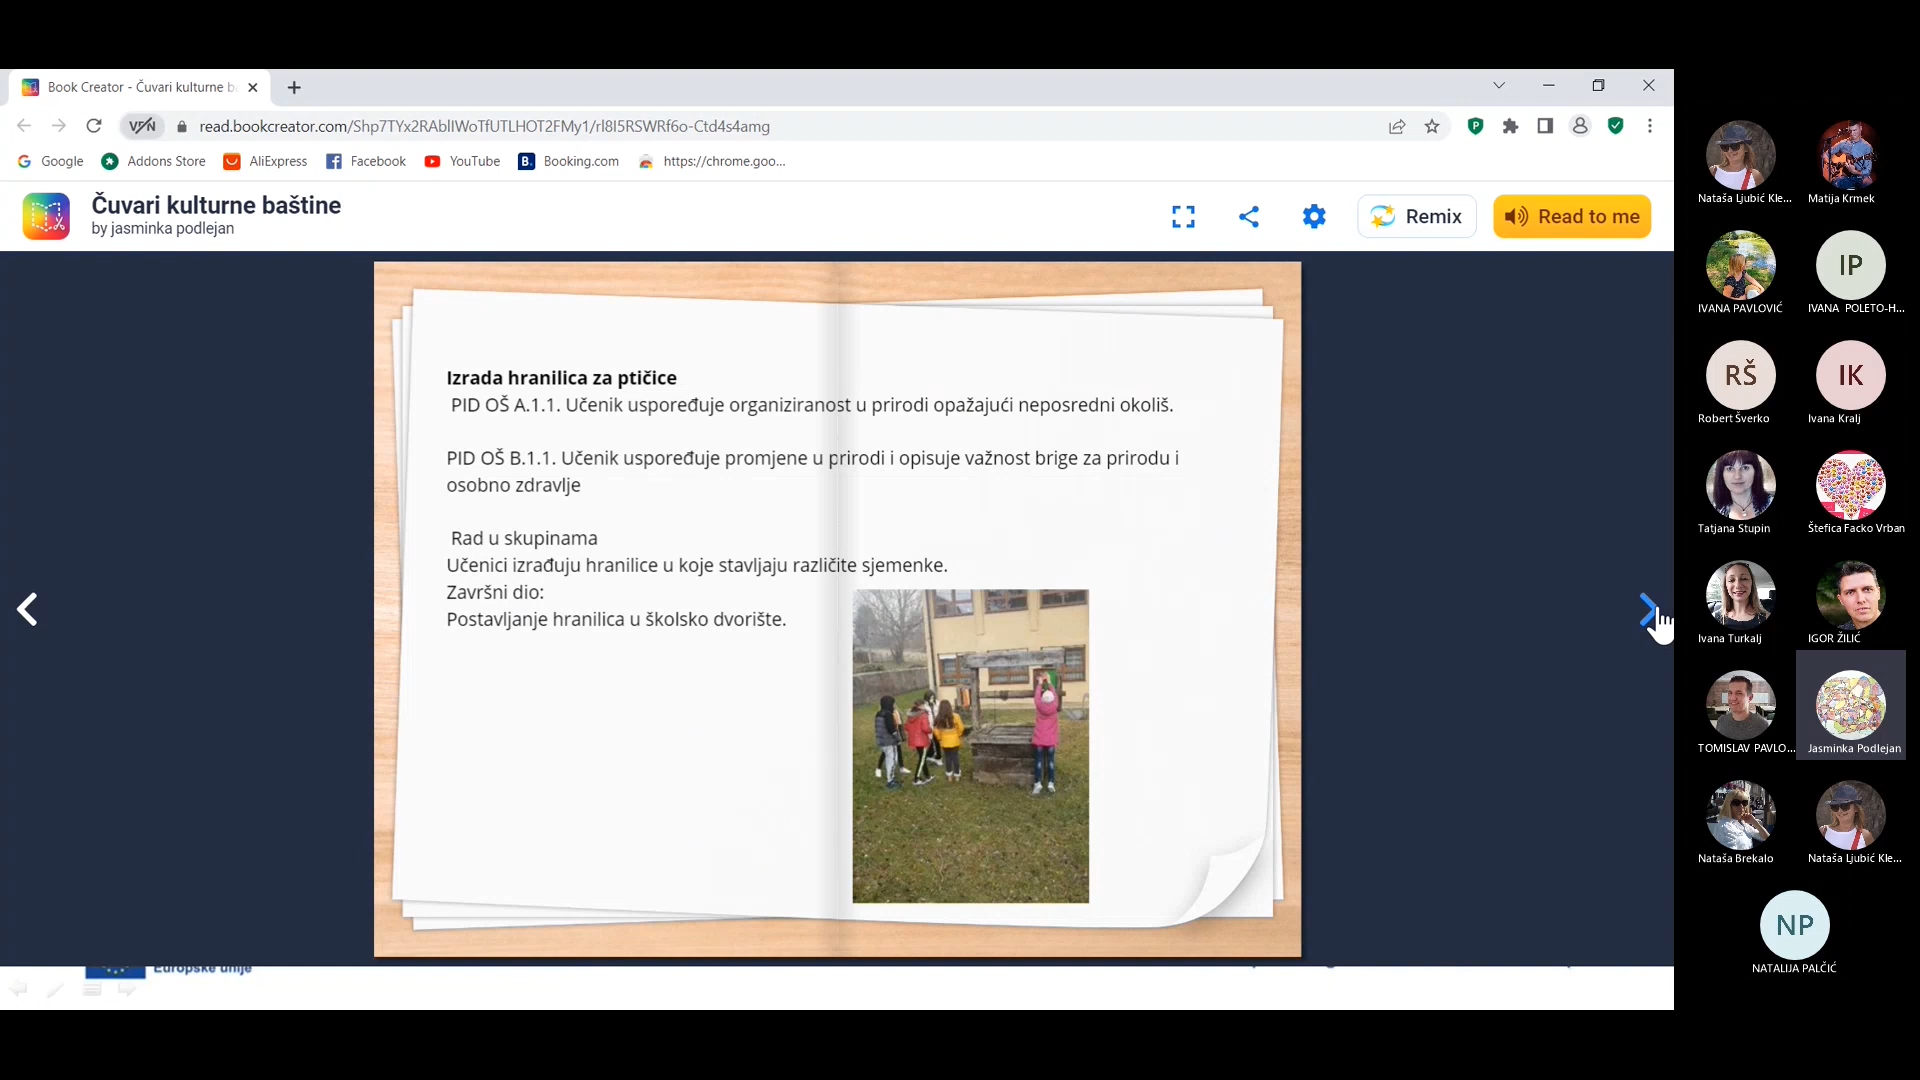 Book Creator - Čuvari kulturne b
VPN
read.bookcreator.com/Shp7TYx2RAblIWoTfUTLHOT2FMy1/rl8I5RSWRf6o-Ctd4s4amg
Google Addons Store AliExpress Facebook YouTube Booking.com https://chrome.goo...
Čuvari kulturne baštine
by jasminka podlejan
Remix
Read to me
Izrada hranilica za ptičice
PID OŠ A.1.1. Učenik uspoređuje organiziranost u prirodi opažajući neposredni okoliš.
PID OŠ B.1.1. Učenik uspoređuje promjene u prirodi i opisuje važnost brige za prirodu i
osobno zdravlje
Rad u skupinama
Učenici izrađuju hranilice u koje stavljaju različite sjemenke.
Završni dio:
Postavljanje hranilica u školsko dvorište.
Europske unije
Nataša Ljubić Kle...
Matija Krmek
IVANA PAVLOVIĆ
IP
IVANA POLETO-H...
RŠ
Robert Šverko
IK
Ivana Kralj
Tatjana Stupin
Štefica Facko Vrban
Ivana Turkalj
IGOR ŽILIĆ
TOMISLAV PAVLO...
Jasminka Podlejan
Nataša Brekalo
Nataša Ljubić Kle...
NP
NATALIJA PALČIĆ